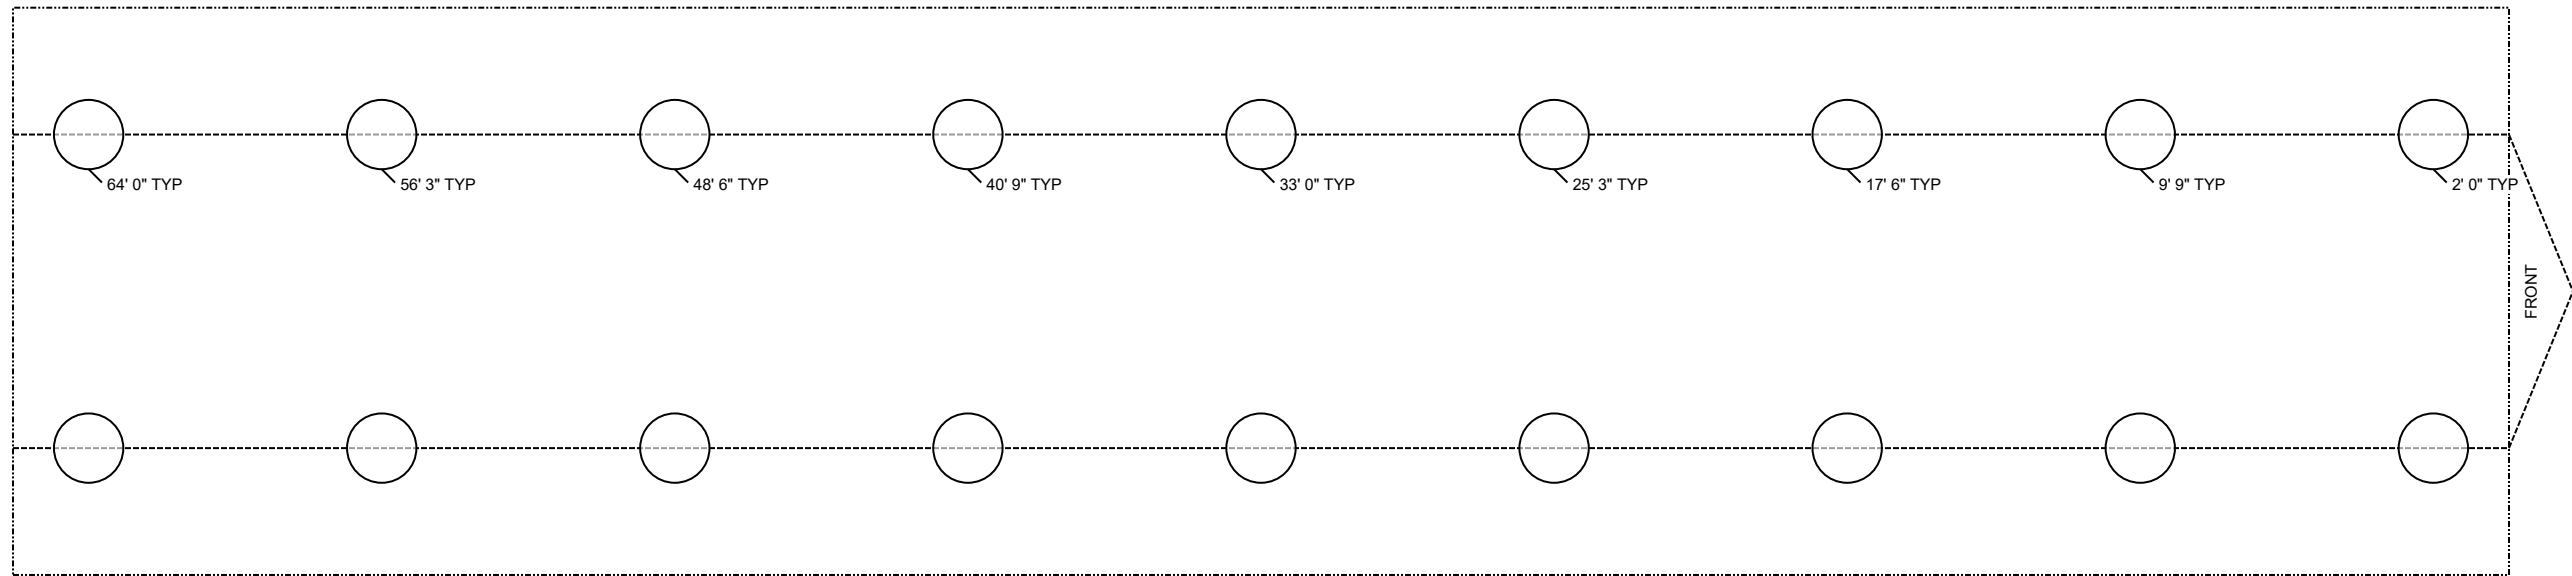 64' 0" TYP
56' 3" TYP
48' 6" TYP
40' 9" TYP
33' 0" TYP
25' 3" TYP
17' 6" TYP
9' 9" TYP
2' 0" TYP
FRONT